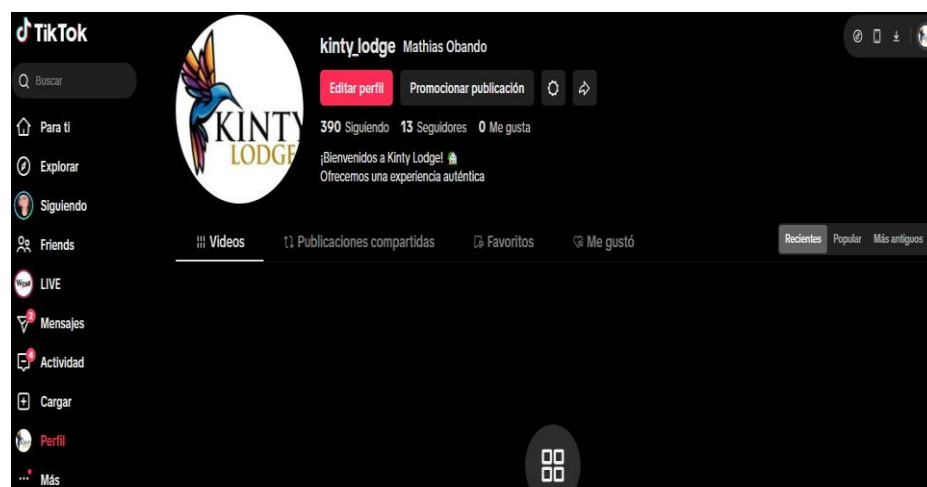 TikTok
Buscar
Para ti
Explorar
Siguiendo
Friends
LIVE
2
Mensajes
4
Actividad
Cargar
Perfil
Más
KINTY
LODGE
kinty_lodge Mathias Obando
Editar perfil Promocionar publicación
390 Siguiendo 13 Seguidores 0 Me gusta
¡Bienvenidos a Kinty Lodge! 🏡
Ofrecemos una experiencia auténtica
Videos Publicaciones compartidas Favoritos Me gustó
Recientes Popular Más antiguos